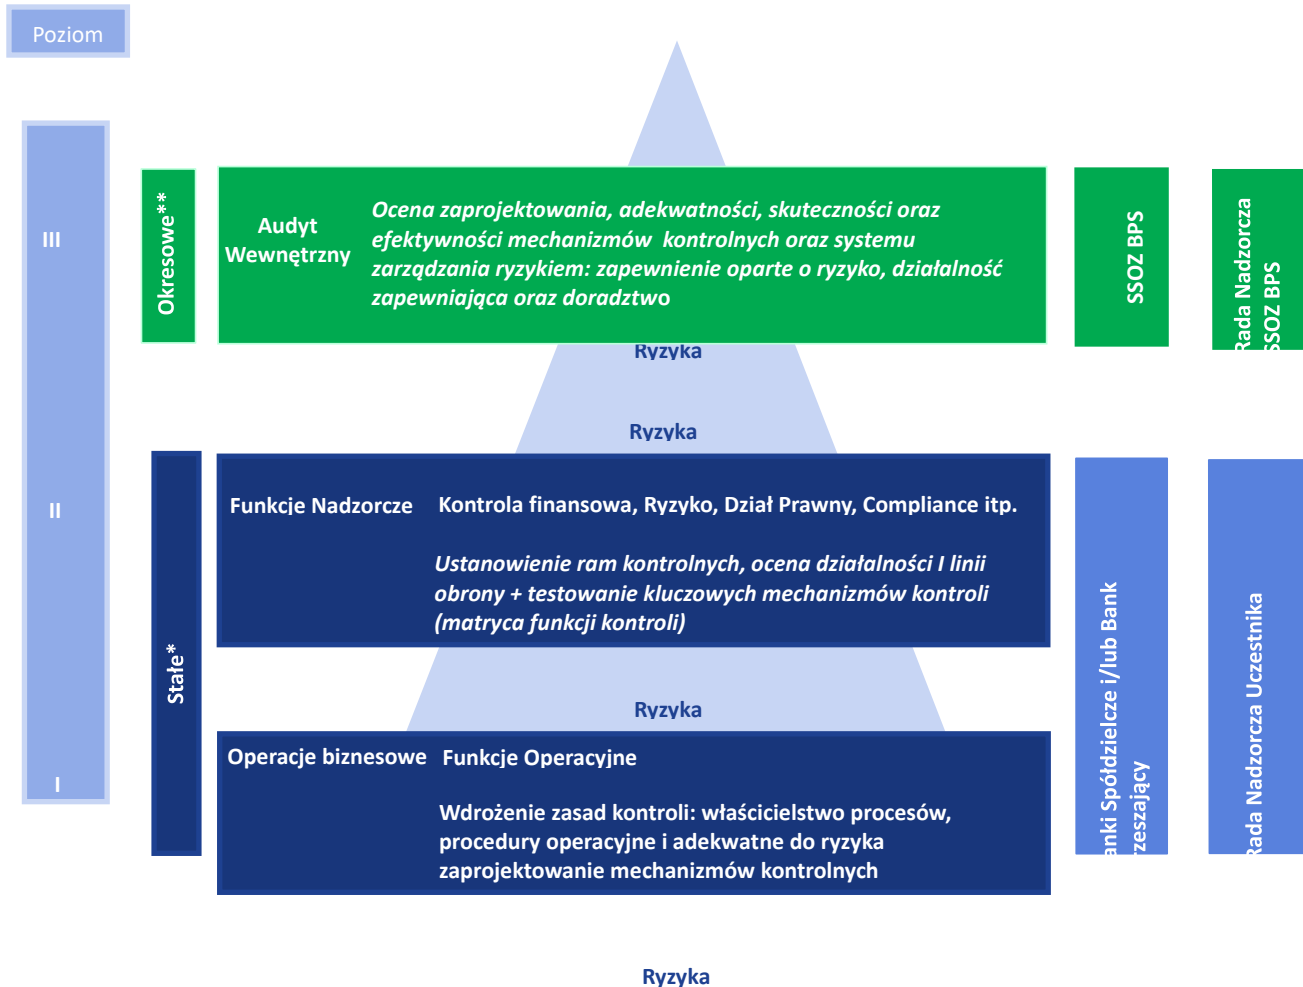 Poziom
III
Okresowe**
Audyt
Wewnętrzny
Ocena zaprojektowania, adekwatności, skuteczności oraz
efektywności mechanizmów kontrolnych oraz systemu
zarządzania ryzykiem: zapewnienie oparte o ryzyko, działalność
zapewniająca oraz doradztwo
SSOZ BPS
Rada Nadzorcza
SSOZ BPS
Ryzyka
Ryzyka
II
Stałe*
Funkcje Nadzorcze
Kontrola finansowa, Ryzyko, Dział Prawny, Compliance itp.
Ustanowienie ram kontrolnych, ocena działalności I linii
obrony + testowanie kluczowych mechanizmów kontroli
(matryca funkcji kontroli)
anki Spółdzielcze i/lub Bank
rzeszający
Rada Nadzorcza Uczestnika
Ryzyka
I
Operacje biznesowe
Funkcje Operacyjne
Wdrożenie zasad kontroli: właścicielstwo procesów,
procedury operacyjne i adekwatne do ryzyka
zaprojektowanie mechanizmów kontrolnych
Ryzyka